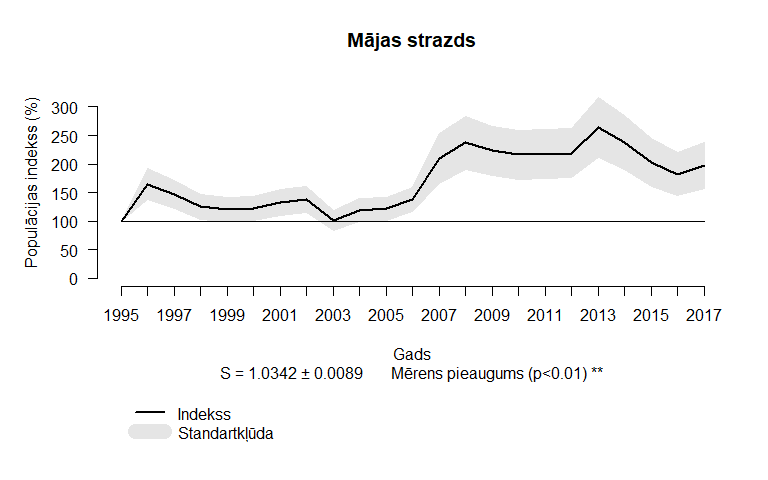 Mājas strazds
Populācijas indekss (%)
300
250
200
150
100
50
0
1995 1997 1999 2001 2003 2005 2007 2009 2011 2013 2015 2017
Gads
S = 1.0342 ± 0.0089 Mērens pieaugums (p<0.01) **
Indekss
Standartkļūda